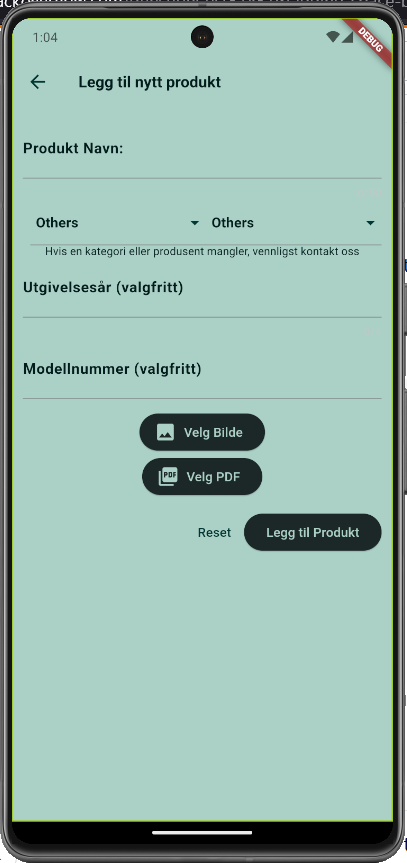 1:04
DEBUG
Legg til nytt produkt
Produkt Navn:
Others Others
Hvis en kategori eller produsent mangler, vennligst kontakt oss
Utgivelsesår (valgfritt)
Modellnummer (valgfritt)
Velg Bilde
PDF Velg PDF
Reset Legg til Produkt